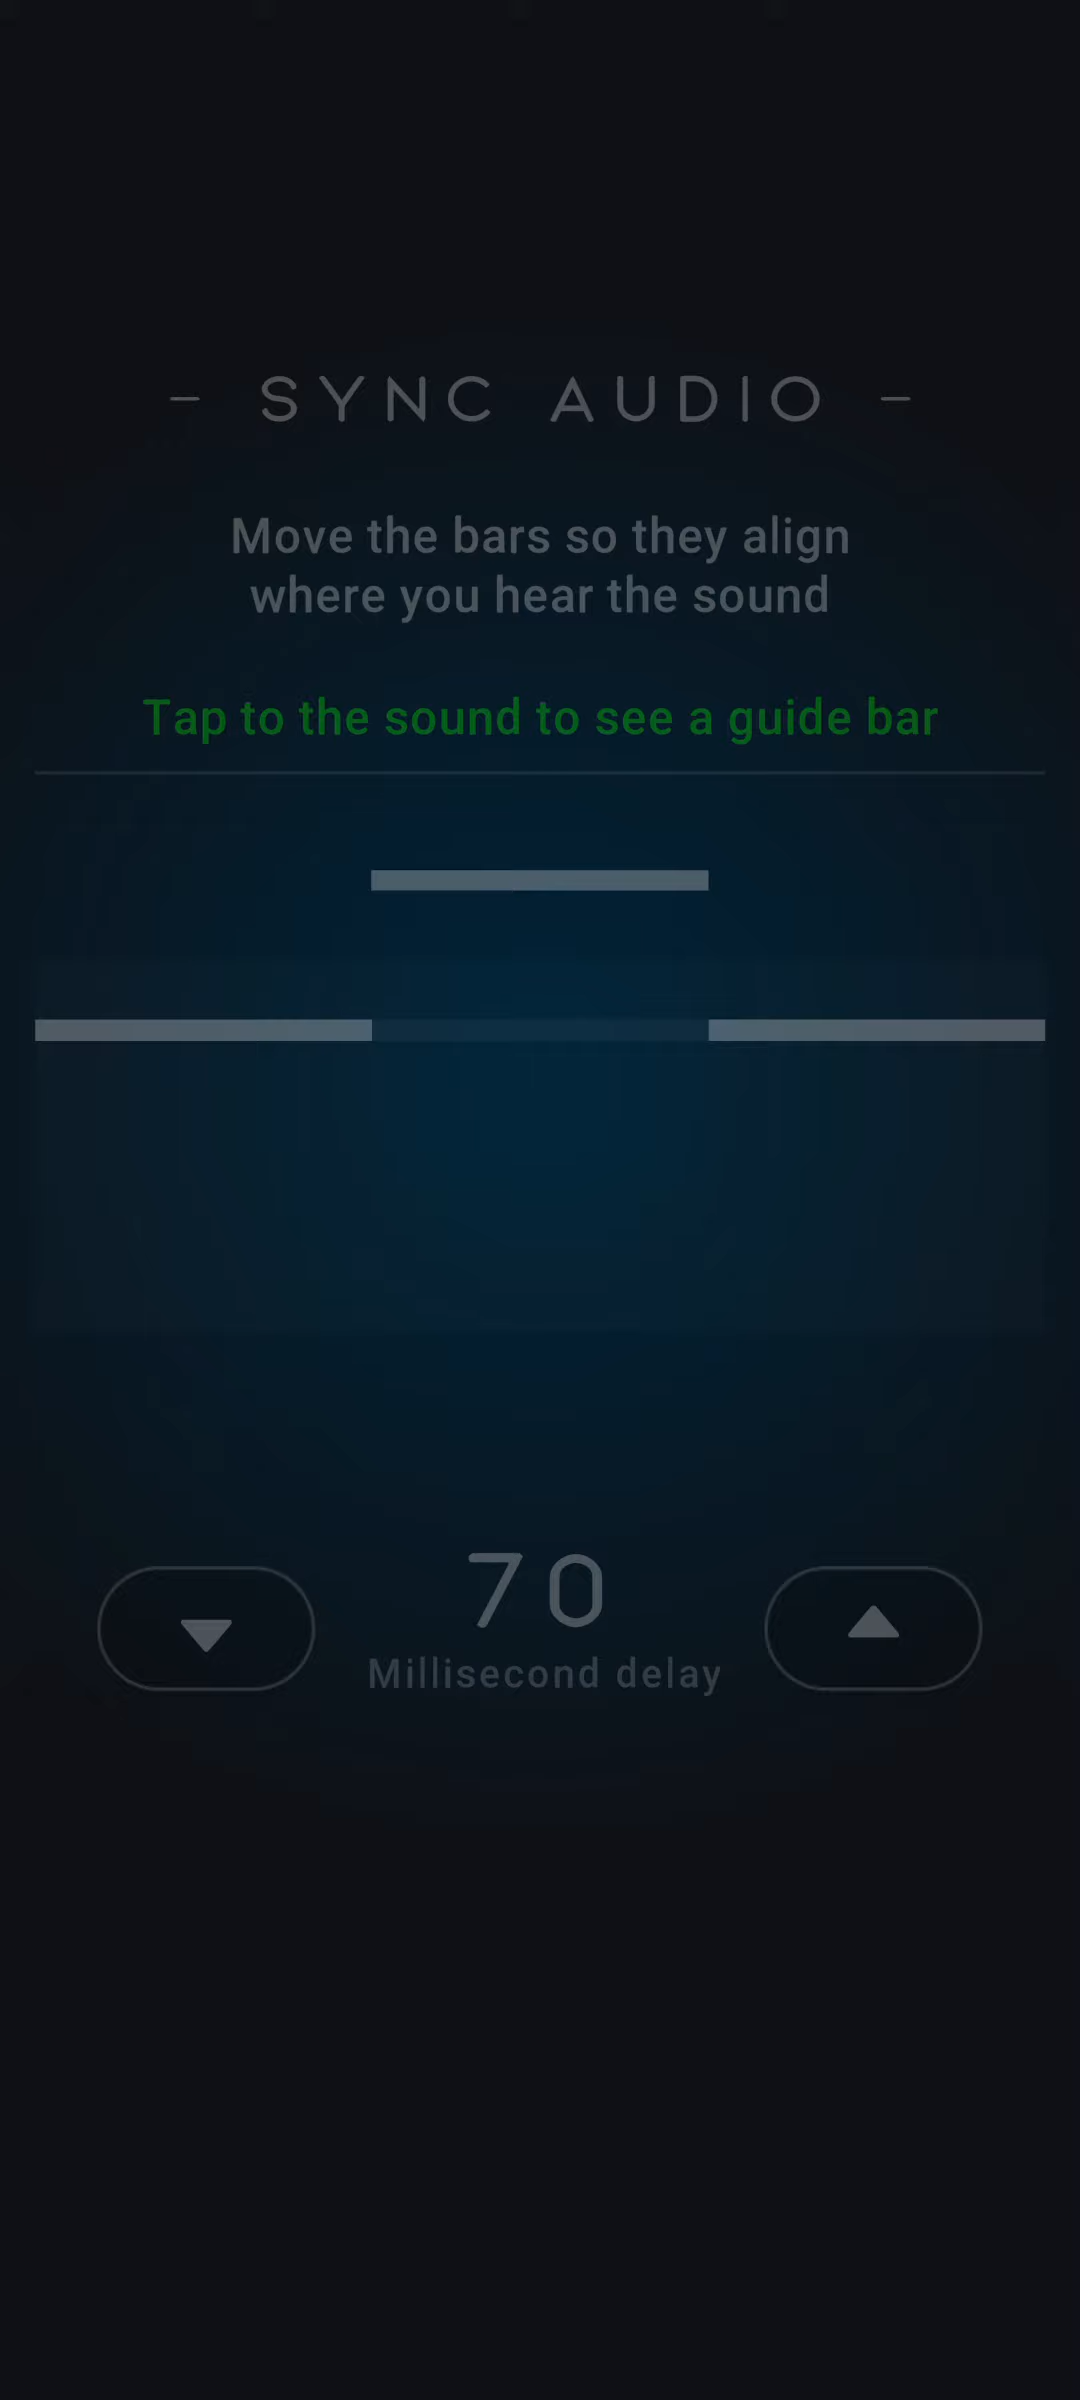 - SYNC AUDIO -
Move the bars so they align
where you hear the sound
Tap to the sound to see a guide bar
70
Millisecond delay